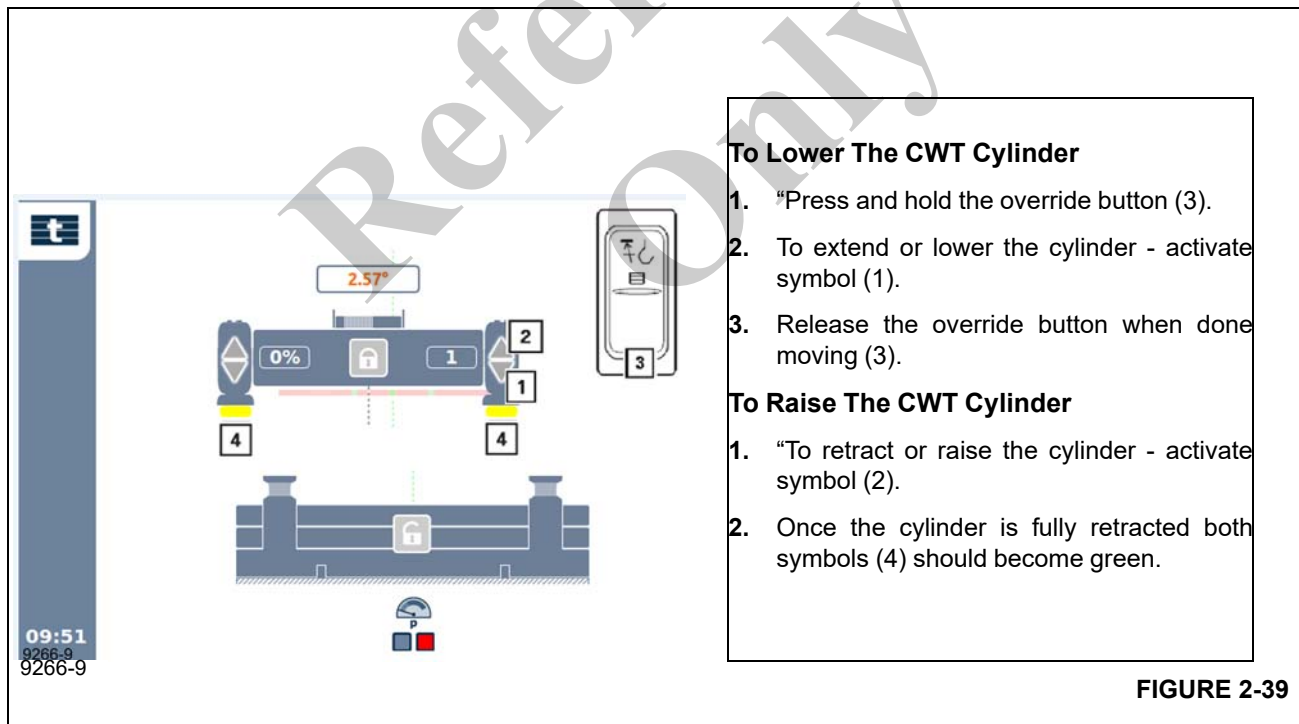 Reference
Only
t
2.57°
0%
1
2
1
3
4
4
P
09:51
9266-9
9266-9
To Lower The CWT Cylinder
1. “Press and hold the override button (3).
2. To extend or lower the cylinder - activate
symbol (1).
3. Release the override button when done
moving (3).
To Raise The CWT Cylinder
1. “To retract or raise the cylinder - activate
symbol (2).
2. Once the cylinder is fully retracted both
symbols (4) should become green.
FIGURE 2-39